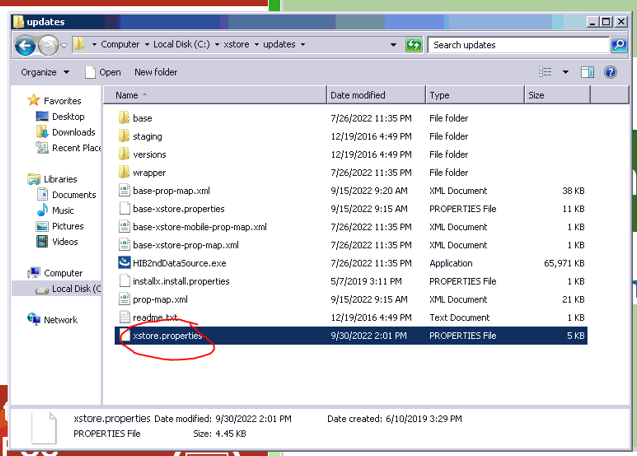 updates
Computer Local Disk (C:) xstore updates Search updates
Organize Open New folder
Name Date modified Type Size
Favorites
Desktop
Downloads
Recent Place
Libraries
Documents
Music
Pictures
Videos
Computer
Local Disk (C
Network
base 7/26/2022 11:35 PM File folder
staging 12/19/2016 4:49 PM File folder
versions 12/19/2016 4:49 PM File folder
wrapper 7/26/2022 11:35 PM File folder
base-prop-map.xml 9/15/2022 9:20 AM XML Document 38 KB
base-xstore.properties 9/15/2022 9:15 AM PROPERTIES File 11 KB
base-xstore-mobile-prop-map.xml 7/26/2022 11:35 PM XML Document 1 KB
base-xstore-prop-map.xml 7/26/2022 11:35 PM XML Document 1 KB
HIB2ndDataSource.exe 7/26/2022 11:35 PM Application 65,971 KB
installx.install.properties 5/7/2019 3:11 PM PROPERTIES File 1 KB
prop-map.xml 9/15/2022 9:15 AM XML Document 21 KB
readme.txt 12/19/2016 4:49 PM Text Document 1 KB
xstore.properties 9/30/2022 2:01 PM PROPERTIES File 5 KB
xstore.properties Date modified: 9/30/2022 2:01 PM Date created: 6/10/2019 3:29 PM
PROPERTIES File Size: 4.45 KB